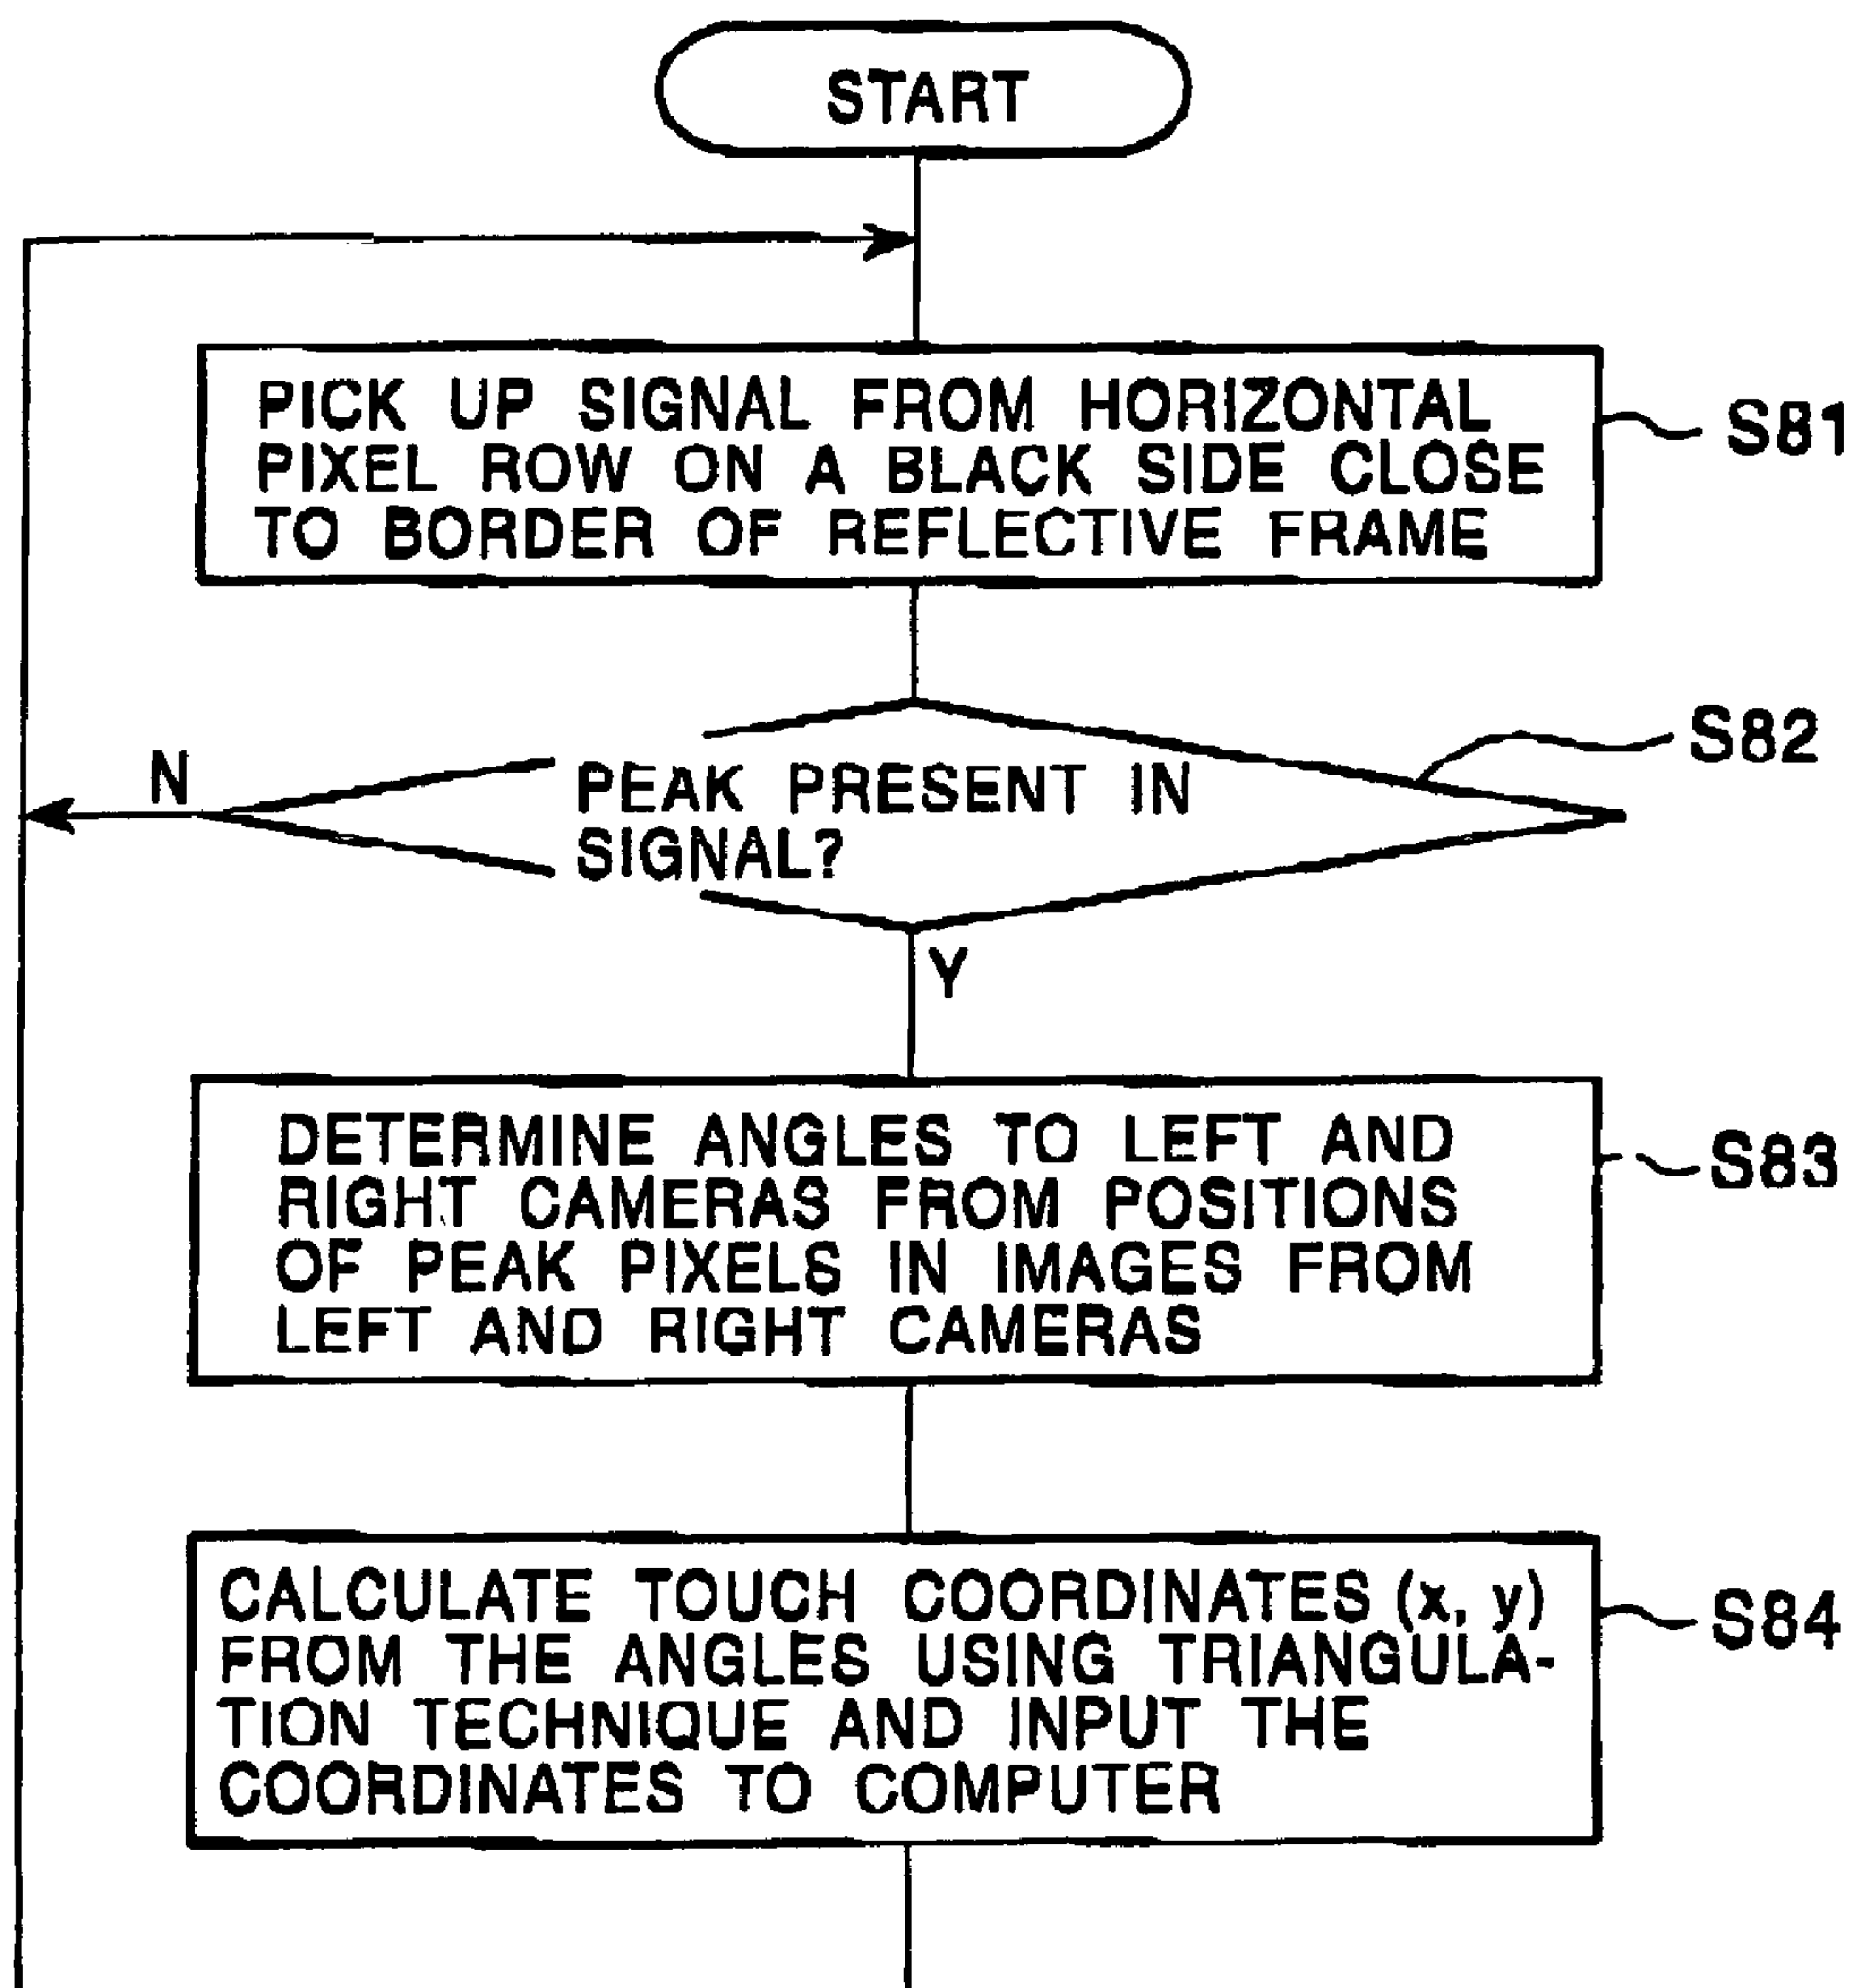 START
PICK UP SIGNAL FROM HORIZONTAL
PIXEL ROW ON A BLACK SIDE CLOSE
TO BORDER OF REFLECTIVE FRAME
S81
S82
N
PEAK PRESENT IN
SIGNAL?
Y
DETERMINE ANGLES TO LEFT AND
RIGHT CAMERAS FROM POSITIONS
OF PEAK PIXELS IN IMAGES FROM
LEFT AND RIGHT CAMERAS
S83
CALCULATE TOUCH COORDINATES (x, y)
FROM THE ANGLES USING TRIANGULA-
TION TECHNIQUE AND INPUT THE
COORDINATES TO COMPUTER
S84